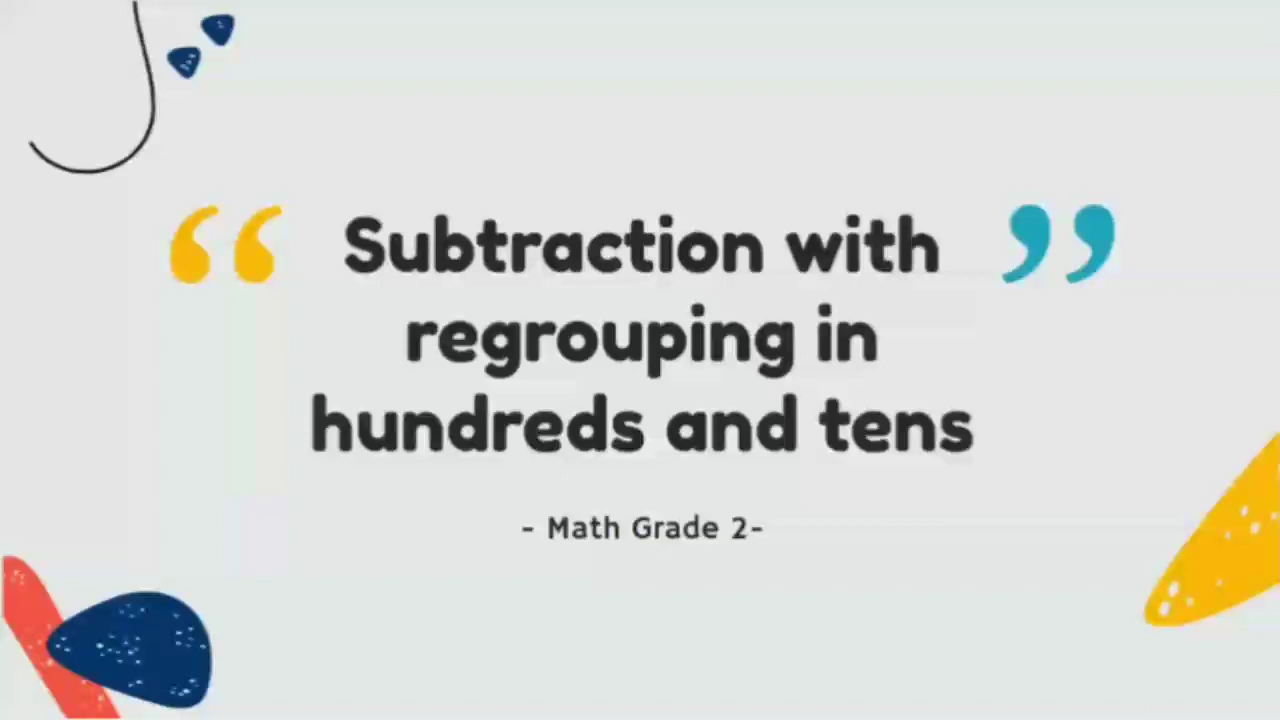 “ Subtraction with ”
regrouping in
hundreds and tens
- Math Grade 2-